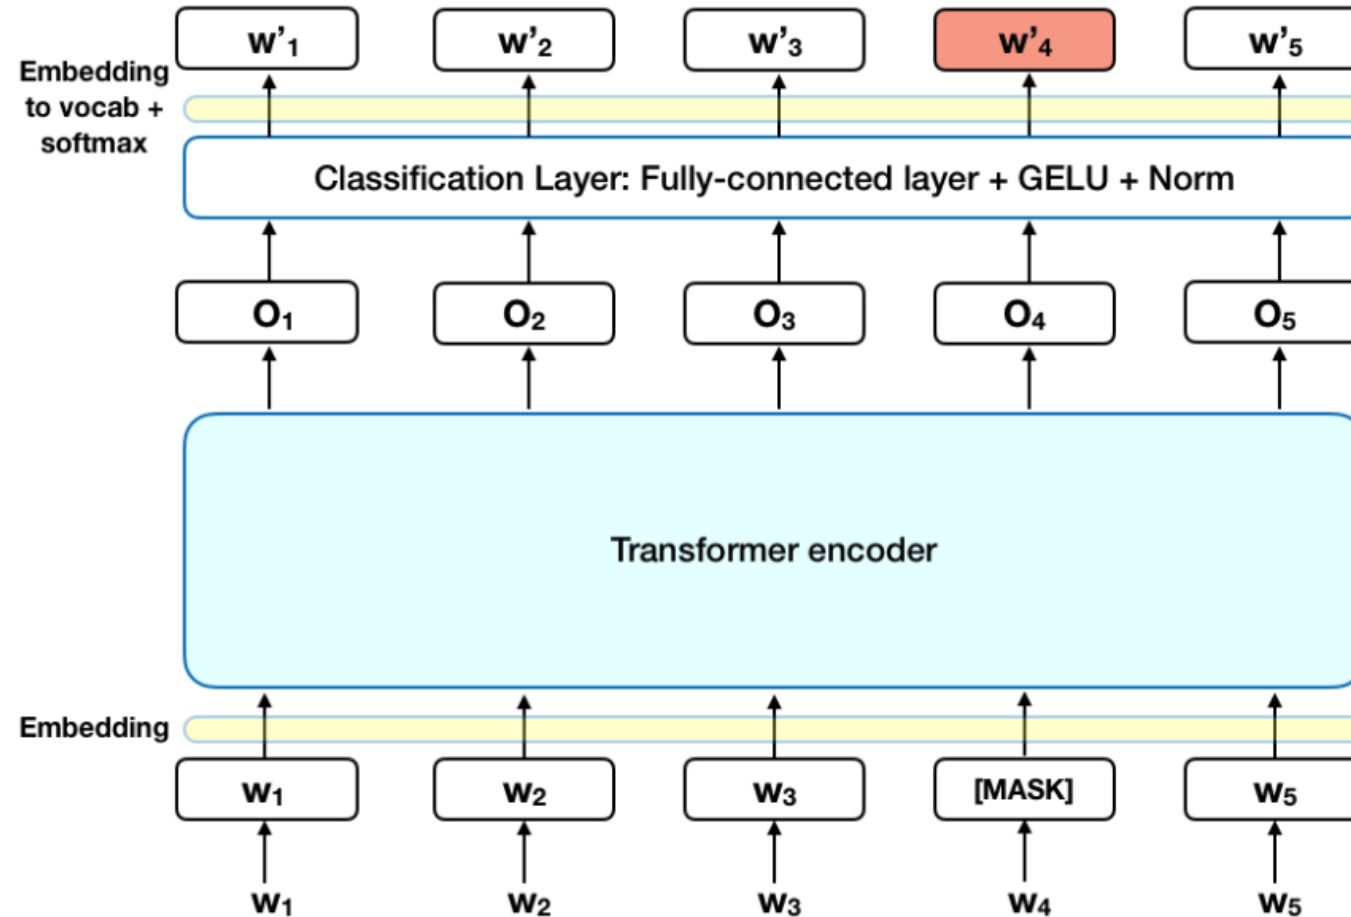 w’1 w’2 w’3 w’4 w’5
Embedding
to vocab +
softmax
Classification Layer: Fully-connected layer + GELU + Norm
O1 O2 O3 O4 O5
Transformer encoder
Embedding
w1 w2 w3 [MASK] w5
w1 w2 w3 w4 w5